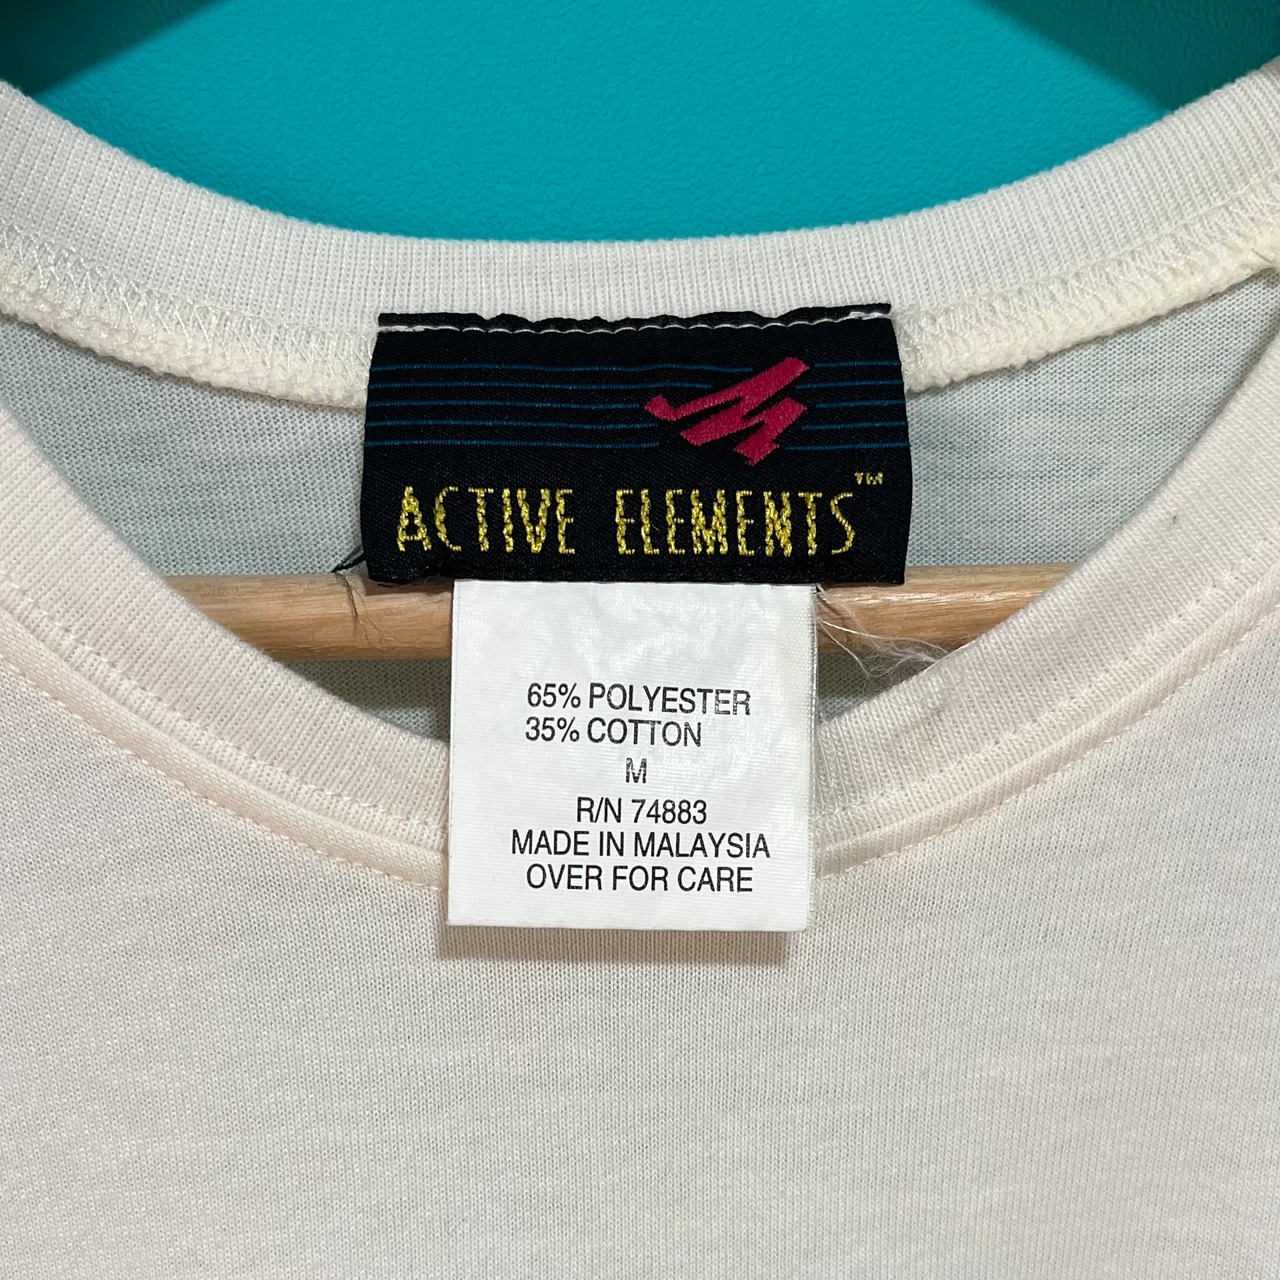 ACTIVE ELEMENTS™
65% POLYESTER
35% COTTON
M
R/N 74883
MADE IN MALAYSIA
OVER FOR CARE